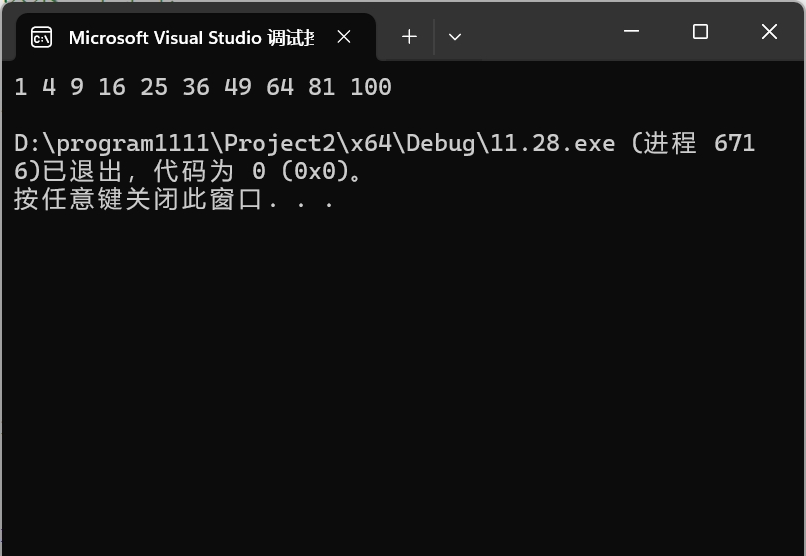 Microsoft Visual Studio 调试
1 4 9 16 25 36 49 64 81 100
D:\program1111\Project2\x64\Debug\11.28.exe (进程 671
6)已退出，代码为 0 (0x0)。
按任意键关闭此窗口. . .